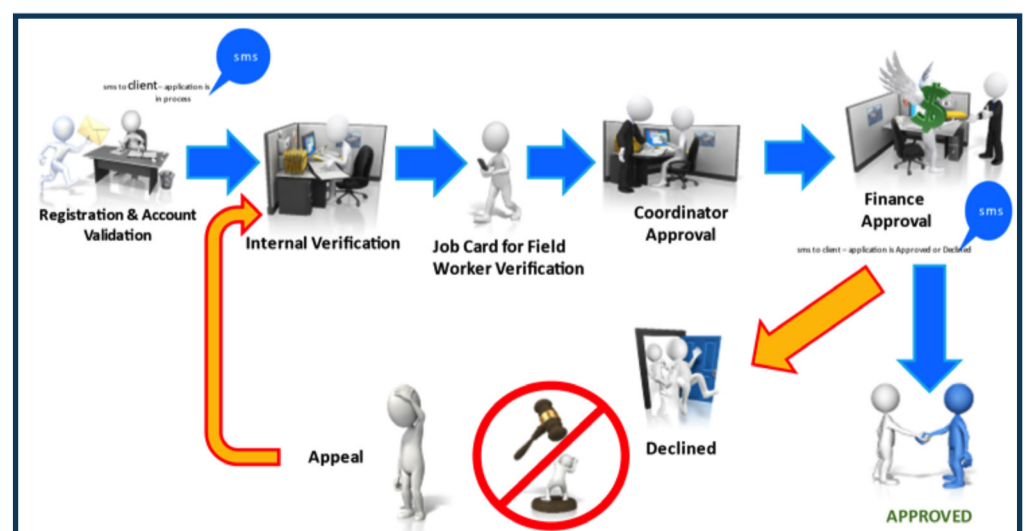 sms
sms to client – application is
in process
Registration & Account
Validation
Internal Verification
Job Card for Field
Worker Verification
Coordinator
Approval
Finance
Approval
sms
sms to client – application is Approved or Declined
Declined
Appeal
APPROVED